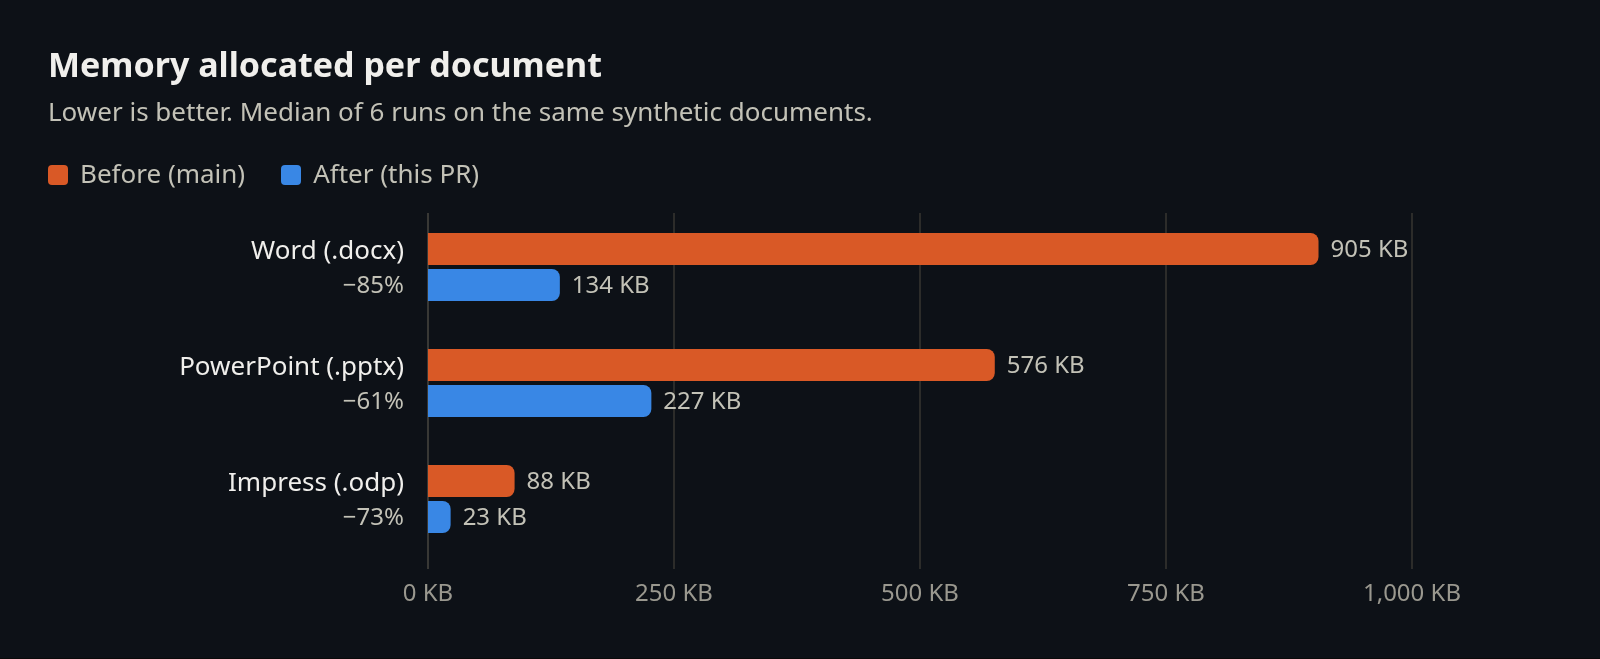 Memory allocated per document
Lower is better. Median of 6 runs on the same synthetic documents.
Before (main) After (this PR)
Word (.docx) 905 KB
−85% 134 KB
PowerPoint (.pptx) 576 KB
−61% 227 KB
Impress (.odp) 88 KB
−73% 23 KB
0 KB 250 KB 500 KB 750 KB 1,000 KB